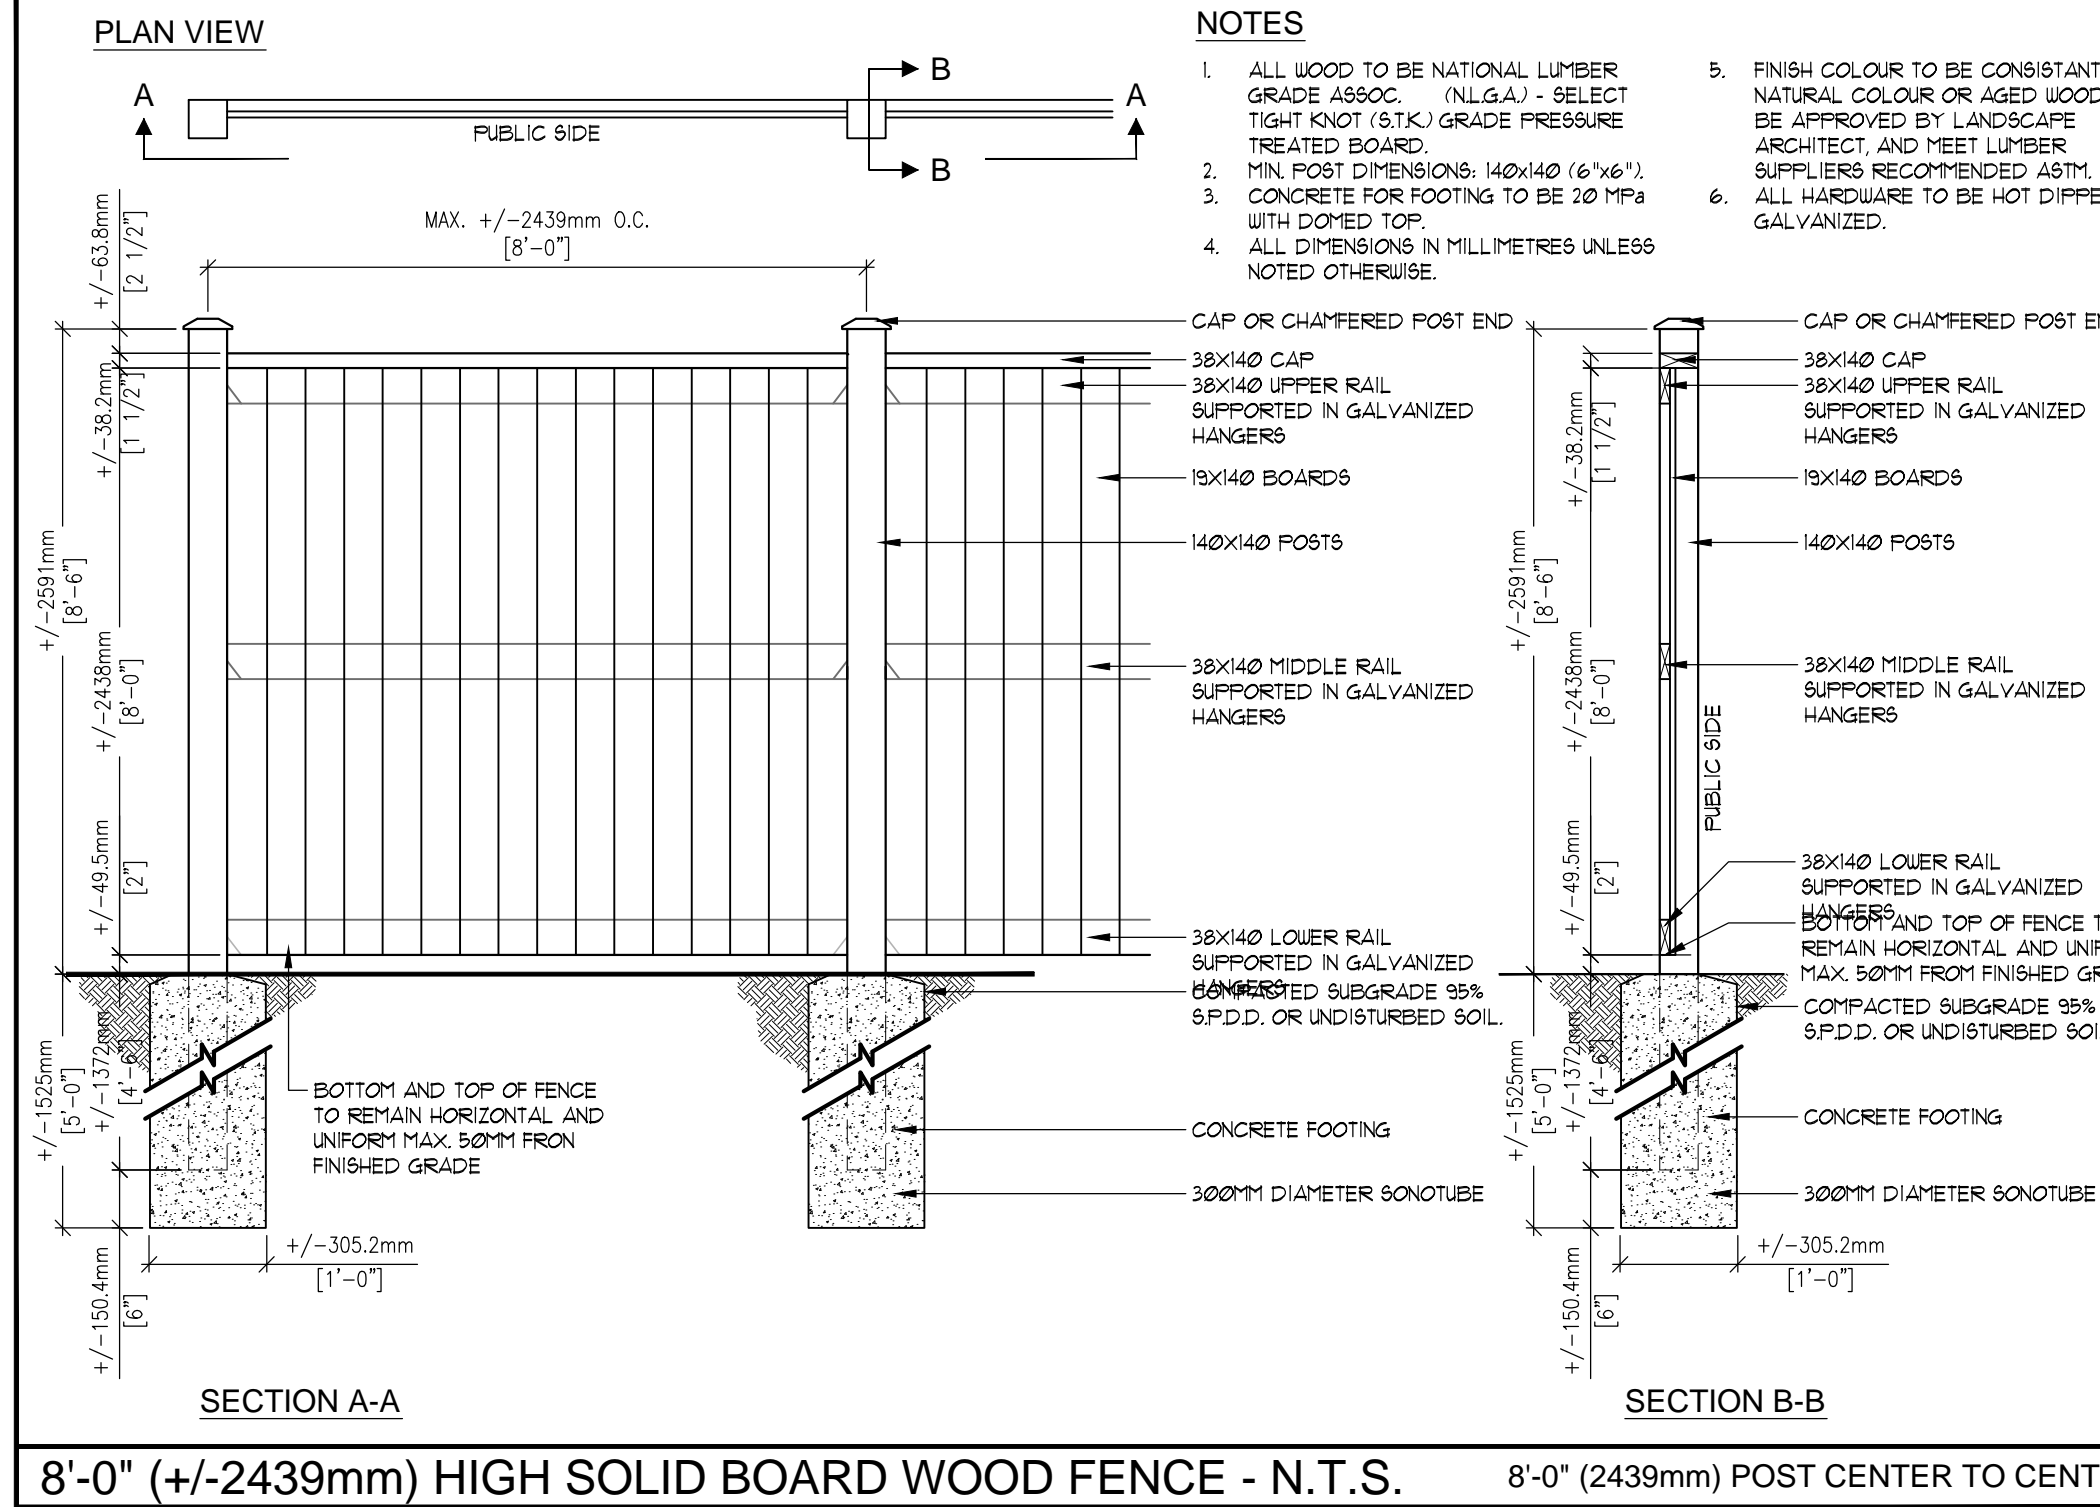 PLAN VIEW
A
B
B
A
PUBLIC SIDE
NOTES
1. ALL WOOD TO BE NATIONAL LUMBER
GRADE ASSOC. (N.L.G.A.) - SELECT
TIGHT KNOT (S.T.K.) GRADE PRESSURE
TREATED BOARD.
2. MIN. POST DIMENSIONS: 140x140 (6"x6").
3. CONCRETE FOR FOOTING TO BE 20 MPa
WITH DOMED TOP.
4. ALL DIMENSIONS IN MILLIMETRES UNLESS
NOTED OTHERWISE.
5. FINISH COLOUR TO BE CONSISTANT
NATURAL COLOUR OR AGED WOOD
BE APPROVED BY LANDSCAPE
ARCHITECT, AND MEET LUMBER
SUPPLIERS RECOMMENDED ASTM.
6. ALL HARDWARE TO BE HOT DIPPE
GALVANIZED.
MAX. +/-2439mm O.C.
[8'-0"]
+/-63.8mm
[2 1/2"]
+/-38.2mm
[1 1/2"]
+/-2591mm
[8'-6"]
+/-2438mm
[8'-0"]
+/-49.5mm
[2"]
+/-1525mm
[5'-0"]
+/-1372mm
[4'-6"]
+/-150.4mm
[6"]
+/-305.2mm
[1'-0"]
BOTTOM AND TOP OF FENCE
TO REMAIN HORIZONTAL AND
UNIFORM MAX. 50MM FRON
FINISHED GRADE
CAP OR CHAMFERED POST END
38X140 CAP
38X140 UPPER RAIL
SUPPORTED IN GALVANIZED
HANGERS
19X140 BOARDS
140X140 POSTS
38X140 MIDDLE RAIL
SUPPORTED IN GALVANIZED
HANGERS
38X140 LOWER RAIL
SUPPORTED IN GALVANIZED
HANGERS
COMPACTED SUBGRADE 95%
S.P.D.D. OR UNDISTURBED SOIL.
CONCRETE FOOTING
300MM DIAMETER SONOTUBE
SECTION A-A
+/-38.2mm
[1 1/2"]
+/-2591mm
[8'-6"]
+/-2438mm
[8'-0"]
+/-49.5mm
[2"]
+/-1525mm
[5'-0"]
+/-1372mm
[4'-6"]
+/-150.4mm
[6"]
+/-305.2mm
[1'-0"]
PUBLIC SIDE
CAP OR CHAMFERED POST E
38X140 CAP
38X140 UPPER RAIL
SUPPORTED IN GALVANIZED
HANGERS
19X140 BOARDS
140X140 POSTS
38X140 MIDDLE RAIL
SUPPORTED IN GALVANIZED
HANGERS
38X140 LOWER RAIL
SUPPORTED IN GALVANIZED
HANGERS
BOTTOM AND TOP OF FENCE T
REMAIN HORIZONTAL AND UNIF
MAX. 50MM FROM FINISHED GR
COMPACTED SUBGRADE 95%
S.P.D.D. OR UNDISTURBED SOI
CONCRETE FOOTING
300MM DIAMETER SONOTUBE
SECTION B-B
8'-0" (+/-2439mm) HIGH SOLID BOARD WOOD FENCE - N.T.S.
8'-0" (2439mm) POST CENTER TO CENT